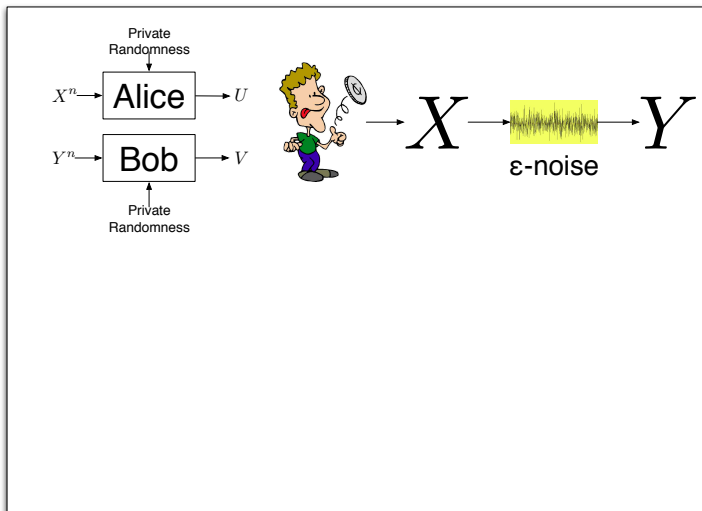 Private
Randomness
X^n Alice U
Y^n Bob V
Private
Randomness
X Y
ε-noise